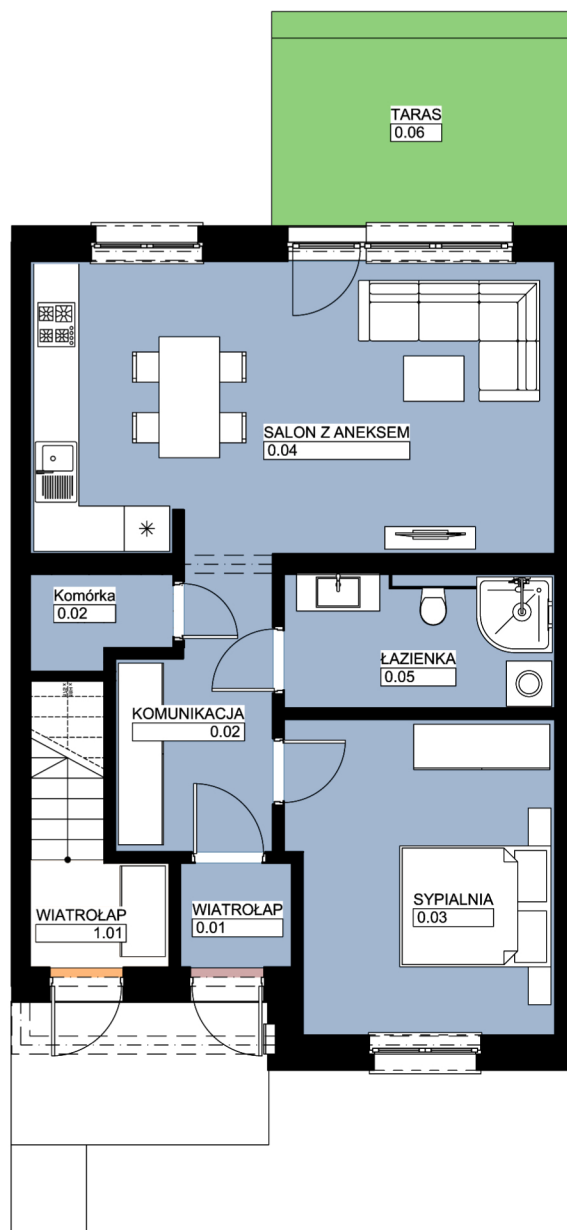 TARAS
0.06
SALON Z ANEKSEM
0.04
Komórka
0.02
ŁAZIENKA
0.05
KOMUNIKACJA
0.02
SYPIALNIA
0.03
WIATROŁAP
1.01
WIATROŁAP
0.01